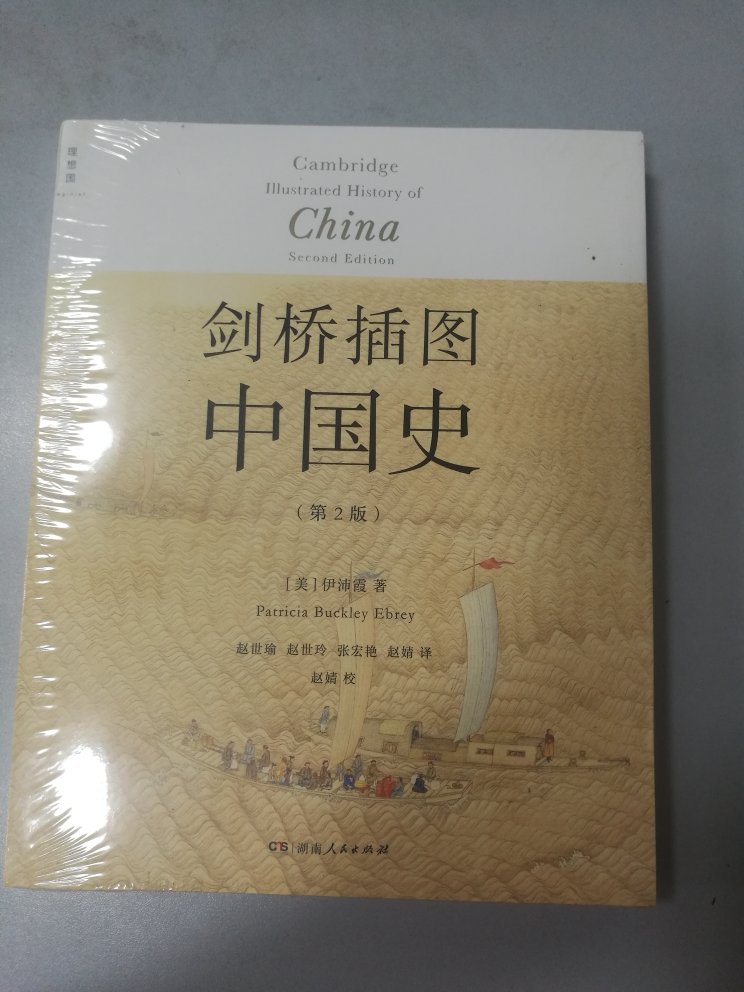 理想国
Cambridge
Illustrated History of
China
Second Edition
剑桥插图
中国史
（第2版）
［美］伊沛霞 著
Patricia Buckley Ebrey
赵世瑜 赵世玲 张宏艳 赵婧 译
赵婧 校
CTS 湖南人民出版社